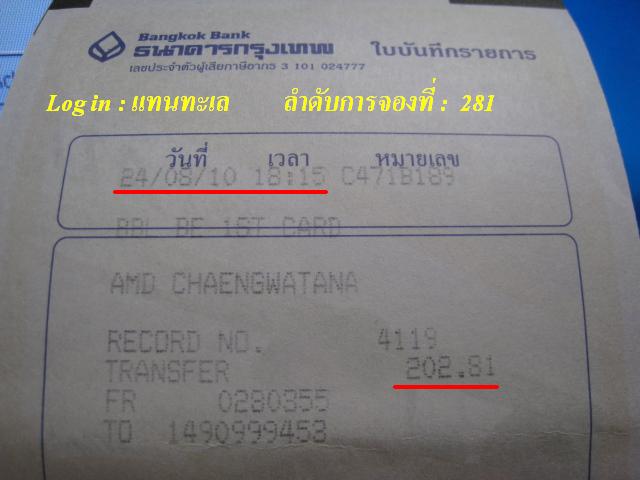 Bangkok Bank
ธนาคารกรุงเทพ ใบบันทึกรายการ
เลขประจำตัวผู้เสียภาษีอากร 3 101 024777
Login : แทนทะเล ลำดับการจองที่ : 281
วันที่ เวลา หมายเลข
24/08/10 18:15 C471B189
BBL BE 1ST CARD
AMD CHAENGWATANA
RECORD NO. 4119
TRANSFER 202.81
FR 0280355
TO 1490999453